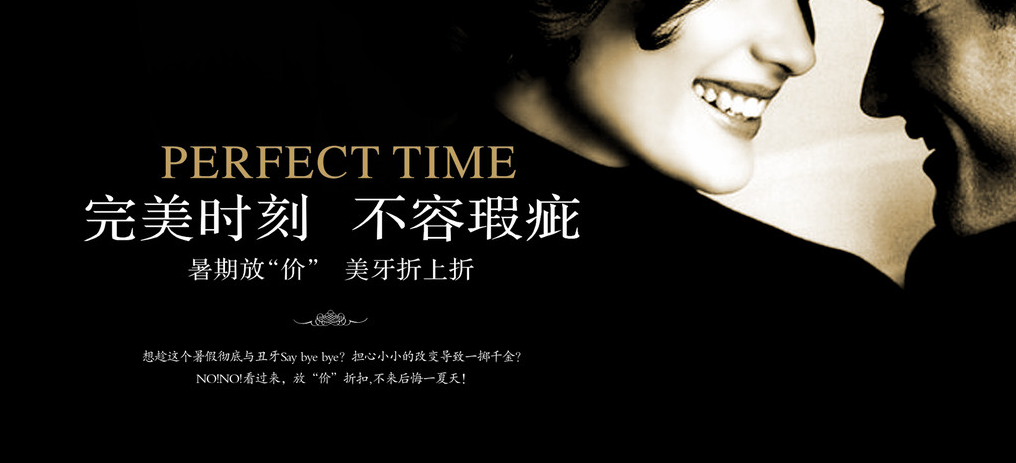 PERFECT TIME
完美时刻 不容瑕疵
暑期放“价” 美牙折上折
想趁这个暑假彻底与丑牙Say bye bye？担心小小的改变导致一掷千金？
NO!NO!看过来，放“价”折扣,不来后悔一夏天！